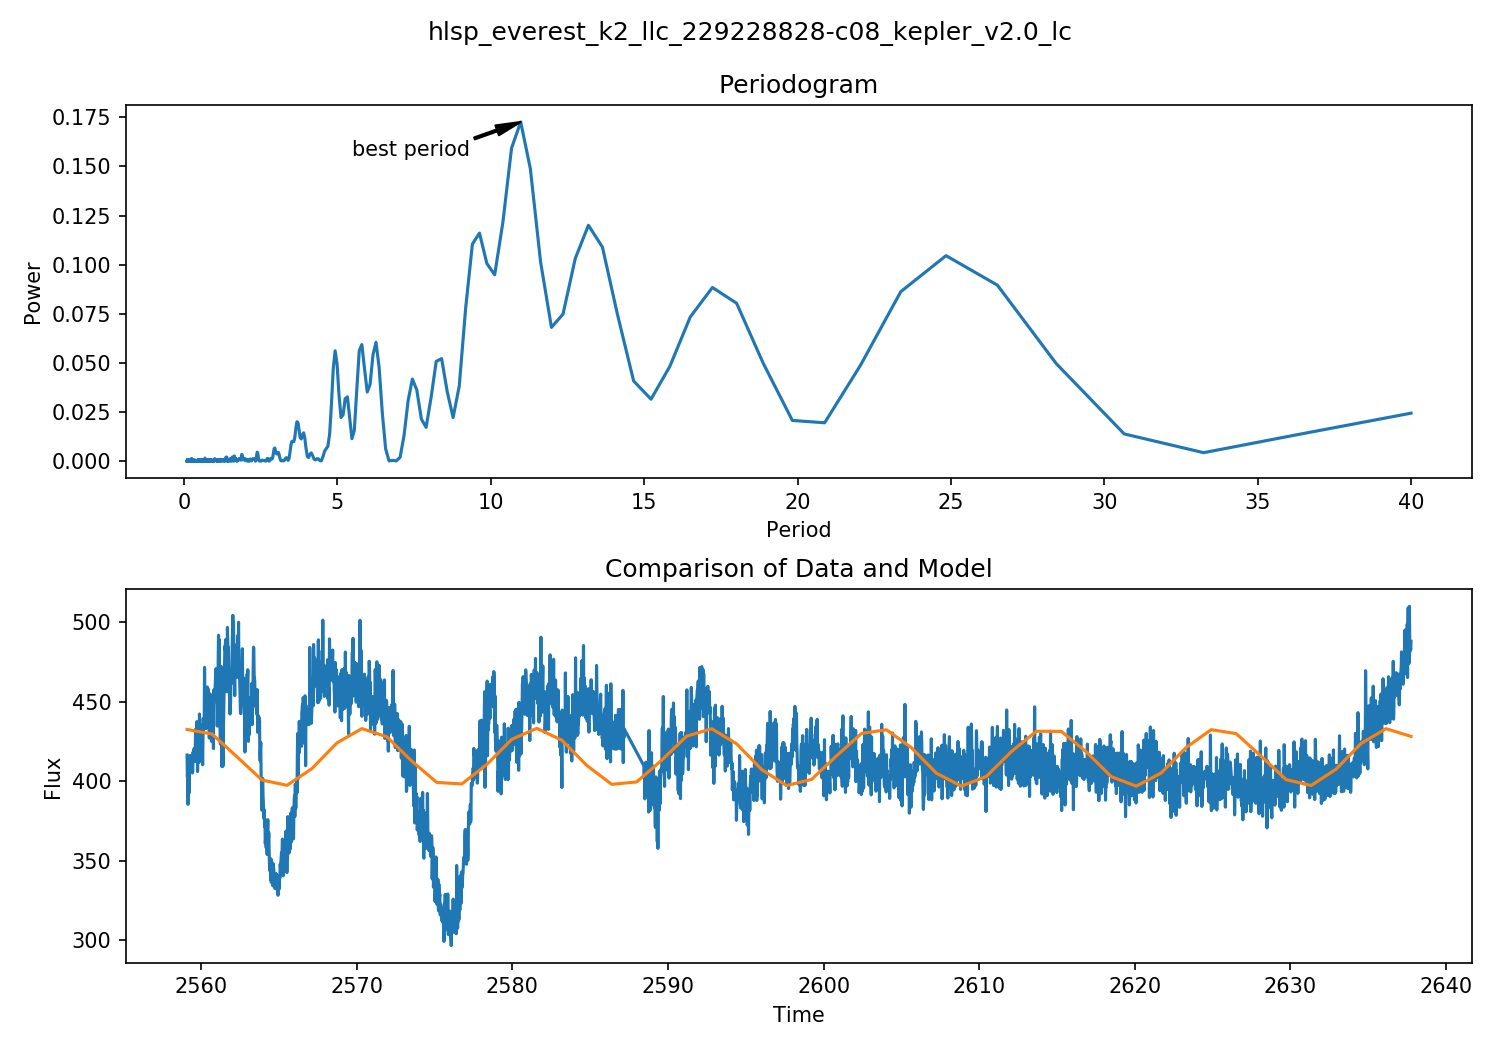 hlsp_everest_k2_llc_229228828-c08_kepler_v2.0_lc
Periodogram
0.175
0.150
0.125
0.100
0.075
0.050
0.025
0.000
Power
best period
0 5 10 15 20 25 30 35 40
Period
Comparison of Data and Model
500
450
400
350
300
Flux
2560 2570 2580 2590 2600 2610 2620 2630 2640
Time